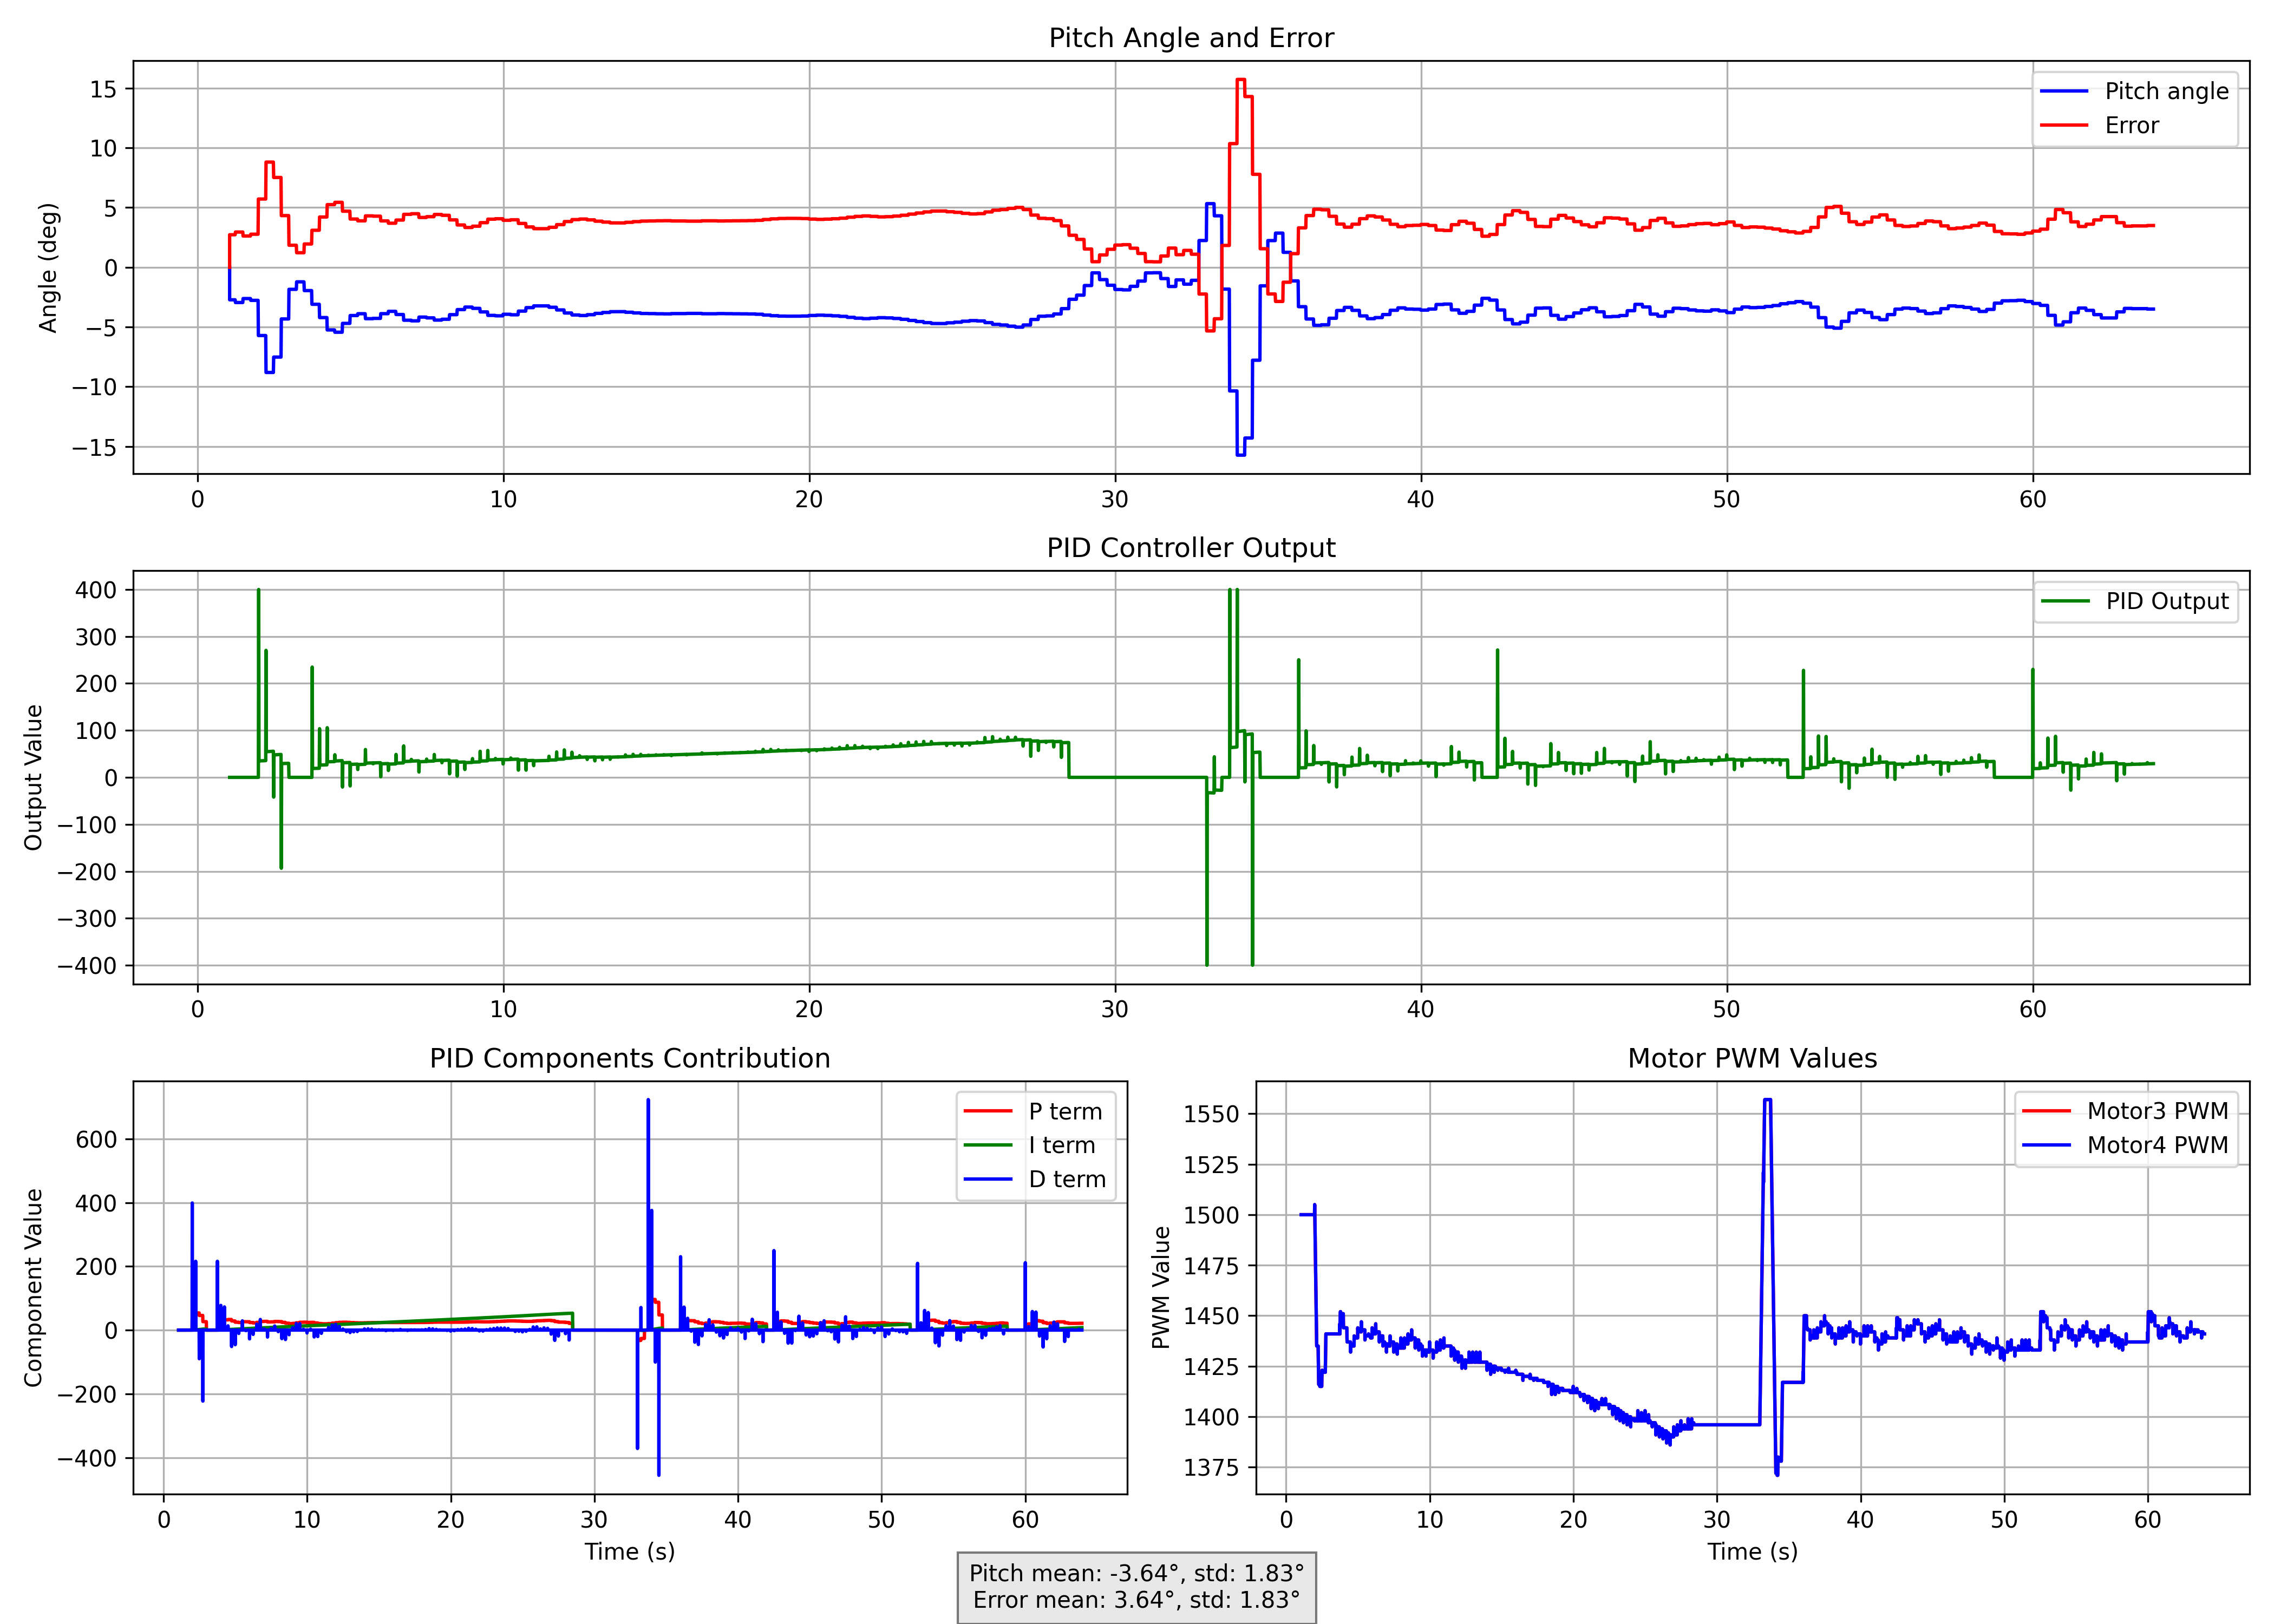 Pitch Angle and Error
Angle (deg)
15
10
5
0
−5
−10
−15
Pitch angle
Error
0 10 20 30 40 50 60
PID Controller Output
Output Value
400
300
200
100
0
−100
−200
−300
−400
PID Output
0 10 20 30 40 50 60
PID Components Contribution
Component Value
600
400
200
0
−200
−400
P term
I term
D term
0 10 20 30 40 50 60
Time (s)
Motor PWM Values
PWM Value
1550
1525
1500
1475
1450
1425
1400
1375
Motor3 PWM
Motor4 PWM
0 10 20 30 40 50 60
Time (s)
Pitch mean: -3.64°, std: 1.83°
Error mean: 3.64°, std: 1.83°